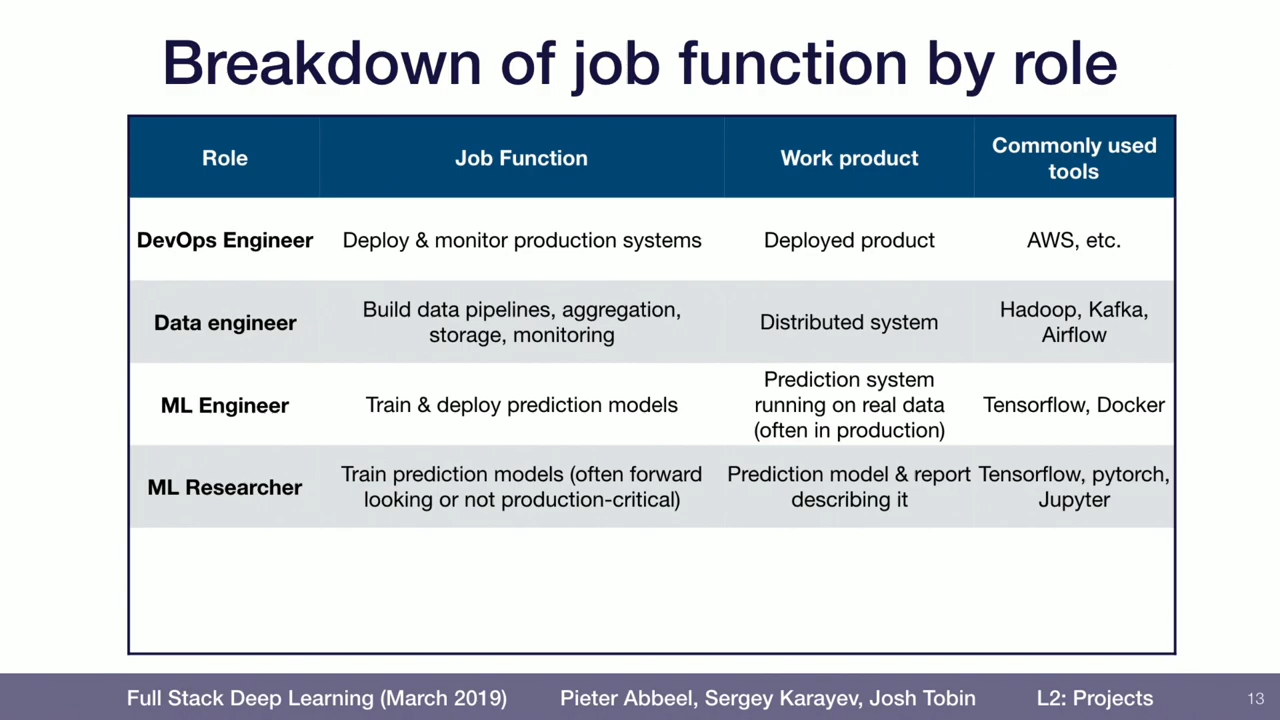 Breakdown of job function by role
Role
Job Function
Work product
Commonly used
tools
DevOps Engineer
Deploy & monitor production systems
Deployed product
AWS, etc.
Data engineer
Build data pipelines, aggregation,
storage, monitoring
Distributed system
Hadoop, Kafka,
Airflow
ML Engineer
Train & deploy prediction models
Prediction system
running on real data
(often in production)
Tensorflow, Docker
ML Researcher
Train prediction models (often forward
looking or not production-critical)
Prediction model & report
describing it
Tensorflow, pytorch,
Jupyter
Full Stack Deep Learning (March 2019)
Pieter Abbeel, Sergey Karayev, Josh Tobin
L2: Projects
13